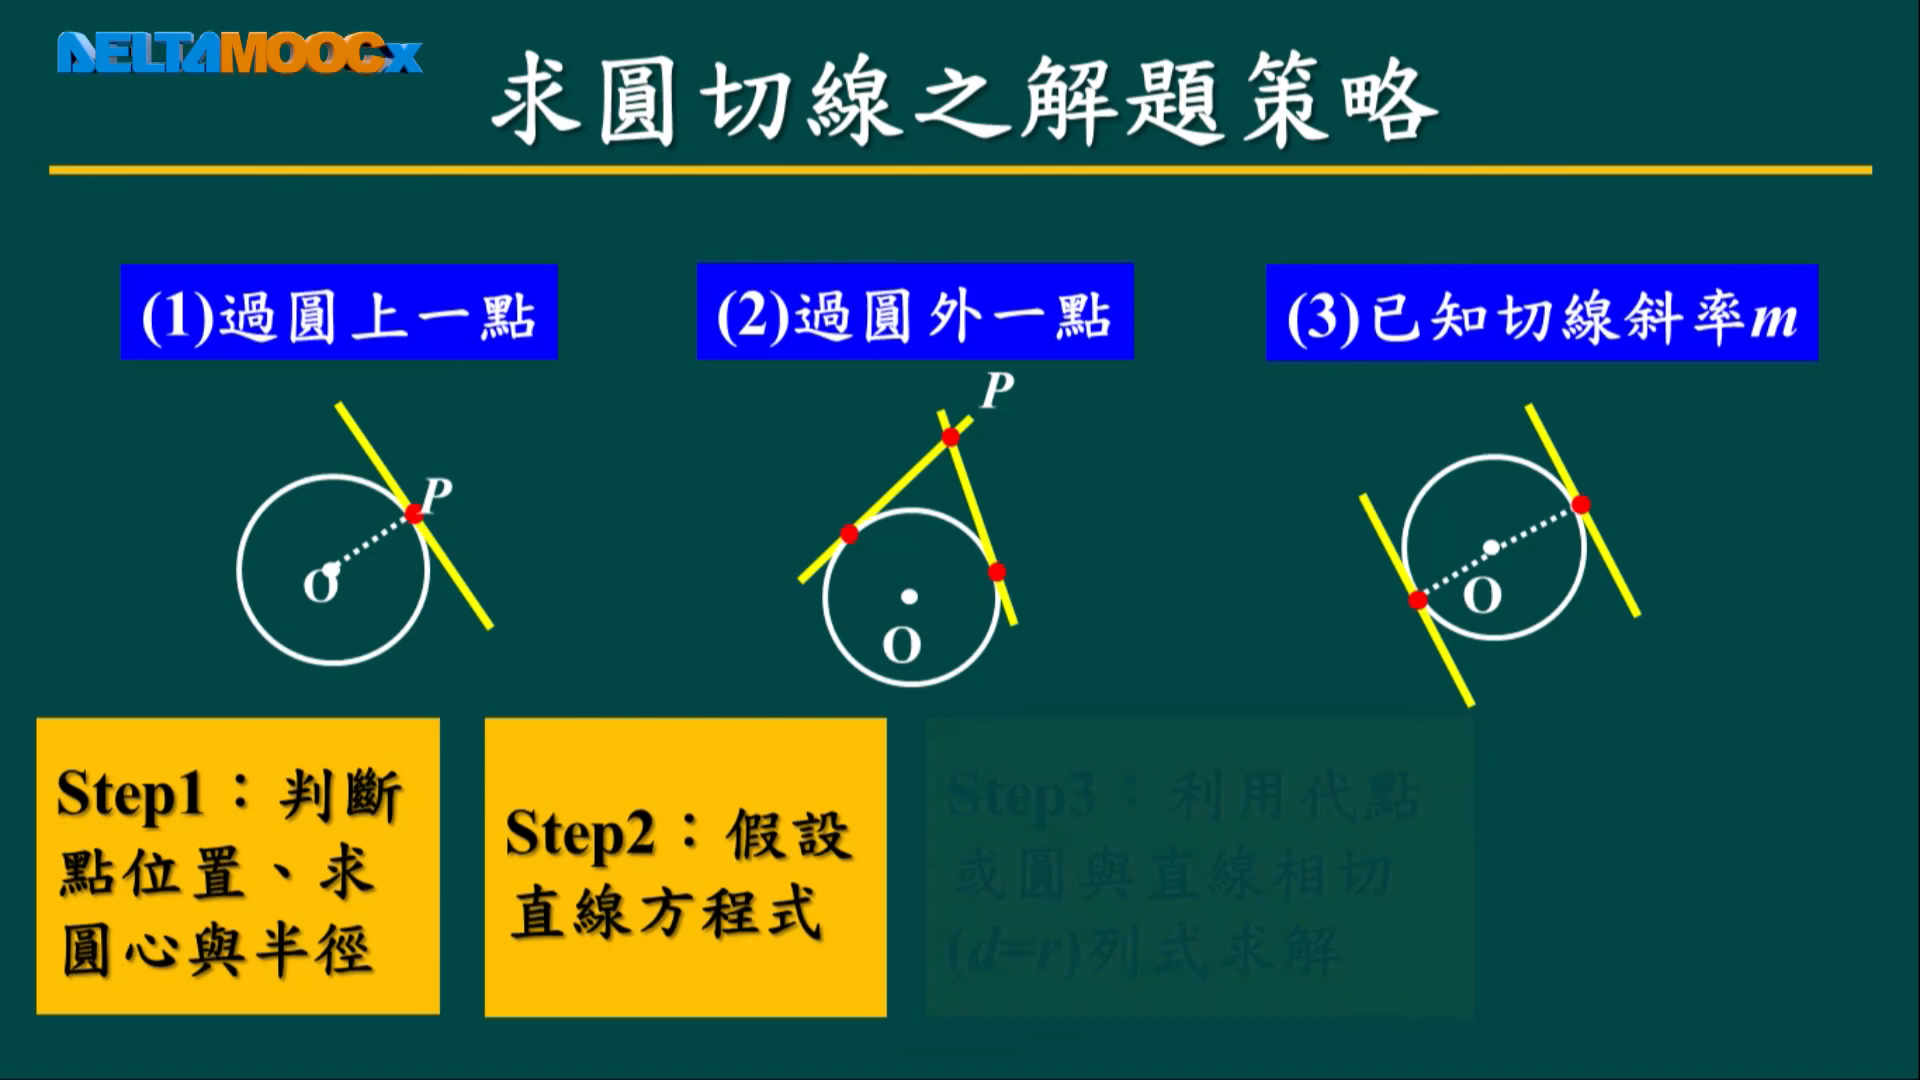 DELTAMOOCx
求圓切線之解題策略
(1)過圓上一點
(2)過圓外一點
(3)已知切線斜率m
P
O
P
O
O
Step1：判斷
點位置、求
圓心與半徑
Step2：假設
直線方程式
Step3：利用代點
或圓與直線相切
(d=r)列式求解